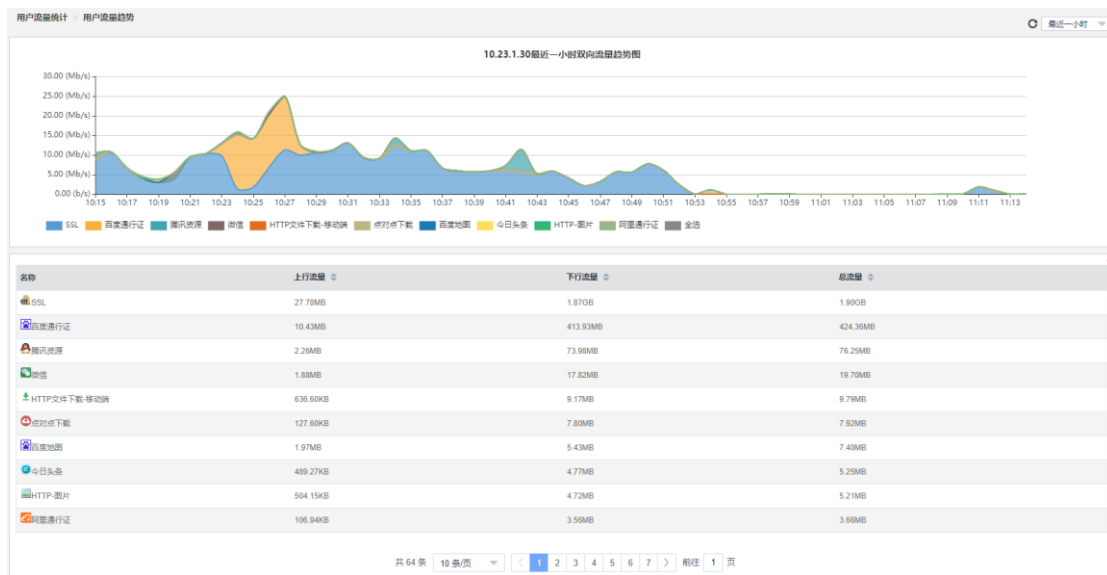 用户流量统计 > 用户流量趋势
最近一小时
10.23.1.30最近一小时双向流量趋势图
30.00 (Mb/s)
25.00 (Mb/s)
20.00 (Mb/s)
15.00 (Mb/s)
10.00 (Mb/s)
5.00 (Mb/s)
0.00 (b/s)
10:15 10:17 10:19 10:21 10:23 10:25 10:27 10:29 10:31 10:33 10:35 10:37 10:39 10:41 10:43 10:45 10:47 10:49 10:51 10:53 10:55 10:57 10:59 11:01 11:03 11:05 11:07 11:09 11:11 11:13
SSL 百度通行证 腾讯资源 微信 HTTP文件下载-移动端 点对点下载 百度地图 今日头条 HTTP-图片 阿里通行证 全选
名称 上行流量 下行流量 总流量
SSL 27.78MB 1.87GB 1.90GB
百度通行证 10.43MB 413.93MB 424.36MB
腾讯资源 2.26MB 73.98MB 76.25MB
微信 1.88MB 17.82MB 19.70MB
HTTP文件下载-移动端 636.60KB 9.17MB 9.79MB
点对点下载 127.60KB 7.80MB 7.92MB
百度地图 1.97MB 5.43MB 7.40MB
今日头条 489.27KB 4.77MB 5.25MB
HTTP-图片 504.15KB 4.72MB 5.21MB
阿里通行证 106.94KB 3.56MB 3.66MB
共 64 条 10 条/页 < 1 2 3 4 5 6 7 > 前往 1 页